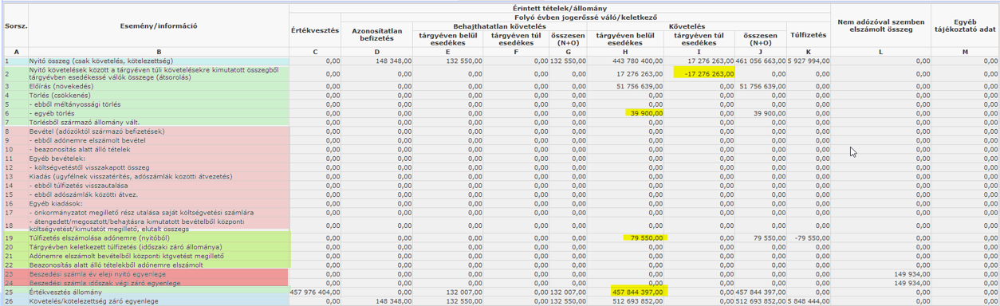 Érintett tételek/állomány
Folyó évben jogerőssé váló/keletkező
Sorsz. Esemény/információ Értékvesztés Azonosítatlan befizetés Behajthatatlan követelés Követelés Túlfizetés Nem adózóval szemben elszámolt összeg Egyéb tájékoztató adat
tárgyéven belül esedékes tárgyéven túl esedékes összesen (N+O) tárgyéven belül esedékes tárgyéven túl esedékes összesen (N+O)
A B C D E F G H I J K L M
1 Nyitó összeg (csak követelés, kötelezettség) 0,00 148 348,00 132 550,00 0,00 132 550,00 443 780 400,00 17 276 263,00 461 056 663,00 5 927 994,00 0,00 0,00
2 Nyitó követelések között a tárgyéven túli követelésekre kimutatott összegből
tárgyévben esedékessé válók összege (átsorolás) 0,00 0,00 0,00 0,00 0,00 17 276 263,00 -17 276 263,00 0,00 0,00 0,00 0,00
3 Előírás (növekedés) 0,00 0,00 0,00 0,00 0,00 51 756 639,00 0,00 51 756 639,00 0,00 0,00 0,00
4 Törlés (csökkenés) 0,00 0,00 0,00 0,00 0,00 0,00 0,00 0,00 0,00 0,00 0,00
5 - ebből méltányossági törlés 0,00 0,00 0,00 0,00 0,00 0,00 0,00 0,00 0,00 0,00 0,00
6 - egyéb törlés 0,00 0,00 0,00 0,00 0,00 39 900,00 0,00 39 900,00 0,00 0,00 0,00
7 Törlésből származó állomány vált. 0,00 0,00 0,00 0,00 0,00 0,00 0,00 0,00 0,00 0,00 0,00
8 Bevétel (adózóktól származó befizetések) 0,00 0,00 0,00 0,00 0,00 0,00 0,00 0,00 0,00 0,00 0,00
9 - ebből adónemre elszámolt bevétel 0,00 0,00 0,00 0,00 0,00 0,00 0,00 0,00 0,00 0,00 0,00
10 - beazonosítás alatt álló tételek 0,00 0,00 0,00 0,00 0,00 0,00 0,00 0,00 0,00 0,00 0,00
11 Egyéb bevételek: 0,00 0,00 0,00 0,00 0,00 0,00 0,00 0,00 0,00 0,00 0,00
12 - költségvetéstől visszakapott összeg 0,00 0,00 0,00 0,00 0,00 0,00 0,00 0,00 0,00 0,00 0,00
13 Kiadás (ügyfélnek visszatérítés, adószámlák közötti átvezetés) 0,00 0,00 0,00 0,00 0,00 0,00 0,00 0,00 0,00 0,00 0,00
14 - ebből túlfizetés visszautalása 0,00 0,00 0,00 0,00 0,00 0,00 0,00 0,00 0,00 0,00 0,00
15 - ebből adószámlák közötti átvez. 0,00 0,00 0,00 0,00 0,00 0,00 0,00 0,00 0,00 0,00 0,00
16 Egyéb kiadások: 0,00 0,00 0,00 0,00 0,00 0,00 0,00 0,00 0,00 0,00 0,00
17 - önkormányzatot megillető rész utalása saját költségvetési számlára 0,00 0,00 0,00 0,00 0,00 0,00 0,00 0,00 0,00 0,00 0,00
18 - átengedett/megosztott/behajtásra kimutatott bevételből központi
költségvetést/kimutatót megillető, elutalt összegs 0,00 0,00 0,00 0,00 0,00 0,00 0,00 0,00 0,00 0,00 0,00
19 Túlfizetés elszámolása adónemre (nyitóból) 0,00 0,00 0,00 0,00 0,00 79 550,00 0,00 79 550,00 -79 550,00 0,00 0,00
20 Tárgyévben keletkezett túlfizetés (időszaki záró állománya) 0,00 0,00 0,00 0,00 0,00 0,00 0,00 0,00 0,00 0,00 0,00
21 Adónemre elszámolt bevételből központi ktgvetést megillető 0,00 0,00 0,00 0,00 0,00 0,00 0,00 0,00 0,00 0,00 0,00
22 Beazonosítás alatt álló tételekből adónemre elszámolt 0,00 0,00 0,00 0,00 0,00 0,00 0,00 0,00 0,00 0,00 0,00
23 Beszedési számla év eleji nyitó egyenlege 0,00 0,00 0,00 0,00 0,00 0,00 0,00 0,00 0,00 149 934,00 0,00
24 Beszedési számla időszak végi záró egyenlege 0,00 0,00 0,00 0,00 0,00 0,00 0,00 0,00 0,00 149 934,00 0,00
25 Értékvesztés állomány 457 976 404,00 0,00 132 007,00 0,00 132 007,00 457 844 397,00 0,00 457 844 397,00 0,00 0,00 0,00
26 Követelés/kötelezettség záró egyenlege 0,00 148 348,00 132 550,00 0,00 132 550,00 512 693 852,00 0,00 512 693 852,00 5 848 444,00 0,00 0,00